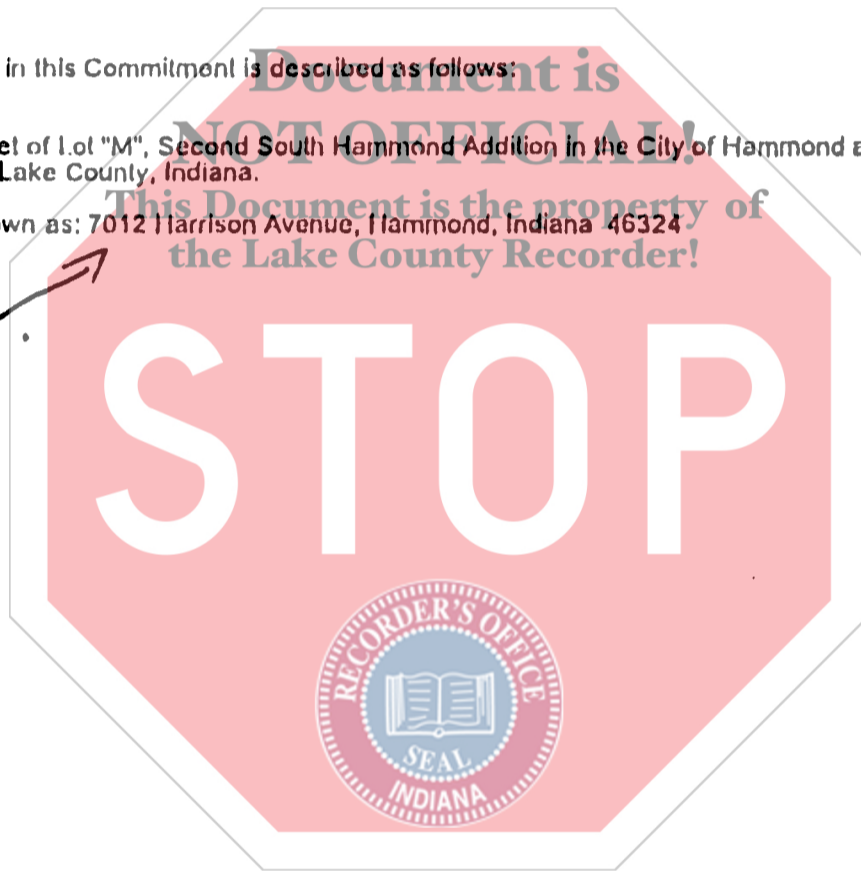 in this Commitment is described as follows:
Document is
et of Lot "M", Second South Hammond Addition in the City of Hammond a
NOT OFFICIAL!
Lake County, Indiana.
This Document is the property of
wn as: 7012 Harrison Avenue, Hammond, Indiana 46324
the Lake County Recorder!
STOP
RECORDER'S OFFICE
SEAL
INDIANA